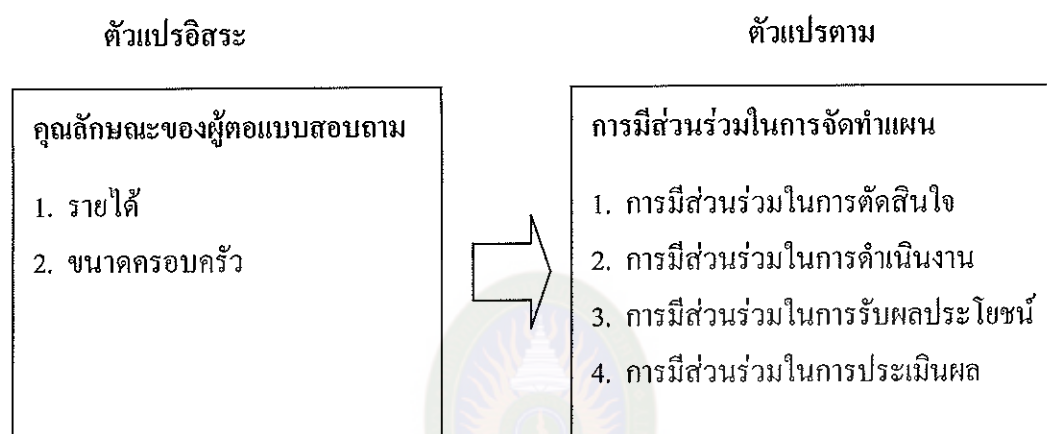 ตัวแปรอิสระ
ตัวแปรตาม
คุณลักษณะของผู้ตอแบบสอบถาม
1. รายได้
2. ขนาดครอบครัว
การมีส่วนร่วมในการจัดทำแผน
1. การมีส่วนร่วมในการตัดสินใจ
2. การมีส่วนร่วมในการดำเนินงาน
3. การมีส่วนร่วมในการรับผลประโยชน์
4. การมีส่วนร่วมในการประเมินผล